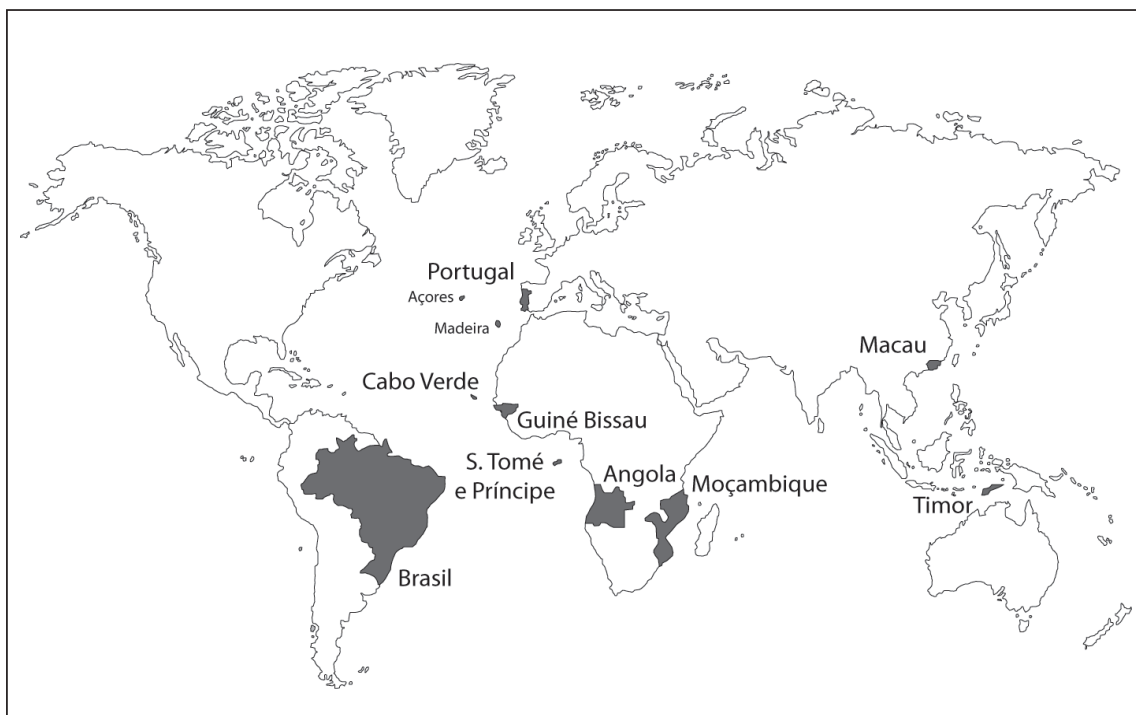 Portugal
Açores
Madeira
Macau
Cabo Verde
Guiné Bissau
S. Tomé
e Príncipe
Angola
Moçambique
Timor
Brasil